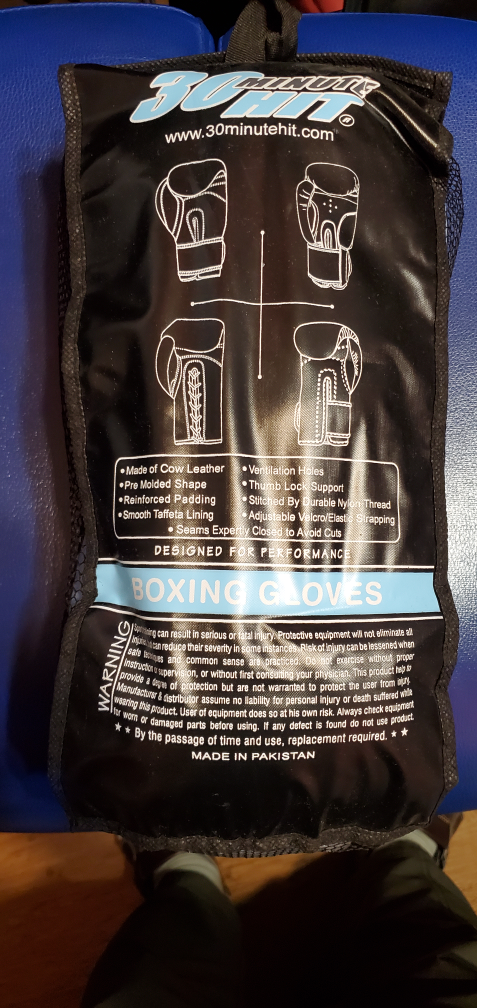 30 MINUTE
HIT®
www.30minutehit.com
• Made of Cow Leather
• Pre Molded Shape
• Reinforced Padding
• Smooth Taffeta Lining
• Ventilation Holes
• Thumb Lock Support
• Stitched By Durable Nylon Thread
• Adjustable Velcro/Elastic Strapping
• Seams Expertly Closed to Avoid Cuts
DESIGNED FOR PERFORMANCE
BOXING GLOVES
WARNING
can result in serious or fatal injury. Protective equipment will not eliminate all
can reduce their severity in some instances. Risk of injury can be lessened when
safe and common sense are practiced. Do not exercise without proper
instruction supervision, or without first consulting your physician. This product help to
provide a degree of protection but are not warranted to protect the user from injury.
Manufacturer & distributor assume no liability for personal injury or death suffered while
wearing this product. User of equipment does so at his own risk. Always check equipment
for worn or damaged parts before using. If any defect is found do not use product.
★ ★ By the passage of time and use, replacement required. ★ ★
MADE IN PAKISTAN